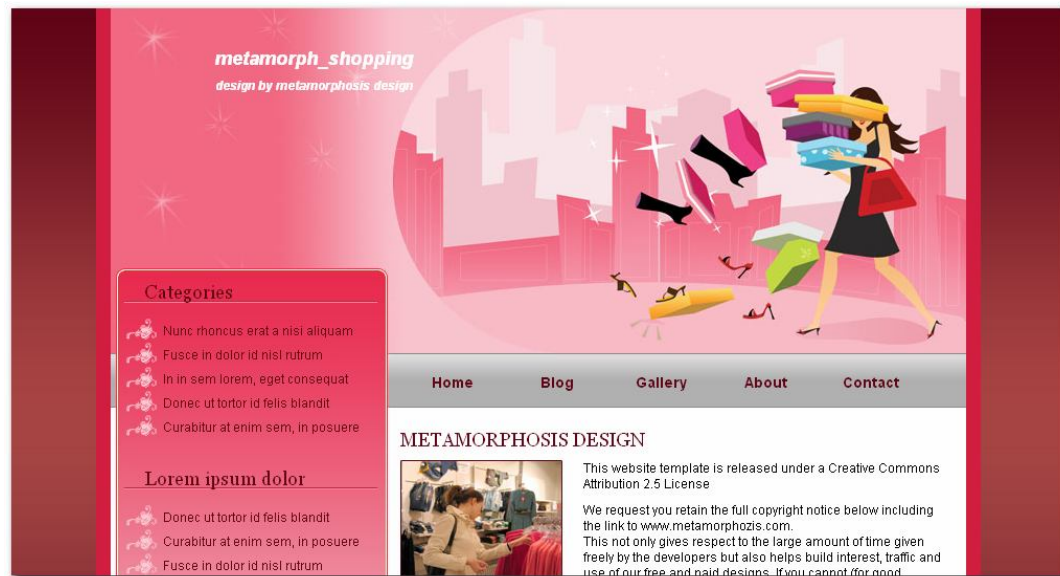 metamorph_shopping
design by metamorphosis design
Categories
Nunc rhoncus erat a nisi aliquam
Fusce in dolor id nisl rutrum
In in sem lorem, eget consequat
Donec ut tortor id felis blandit
Curabitur at enim sem, in posuere
Lorem ipsum dolor
Donec ut tortor id felis blandit
Curabitur at enim sem, in posuere
Fusce in dolor id nisl rutrum
Home Blog Gallery About Contact
METAMORPHOSIS DESIGN
This website template is released under a Creative Commons
Attribution 2.5 License
We request you retain the full copyright notice below including
the link to www.metamorphozis.com.
This not only gives respect to the large amount of time given
freely by the developers but also helps build interest, traffic and
use of our free and paid designs. If you cannot (for good